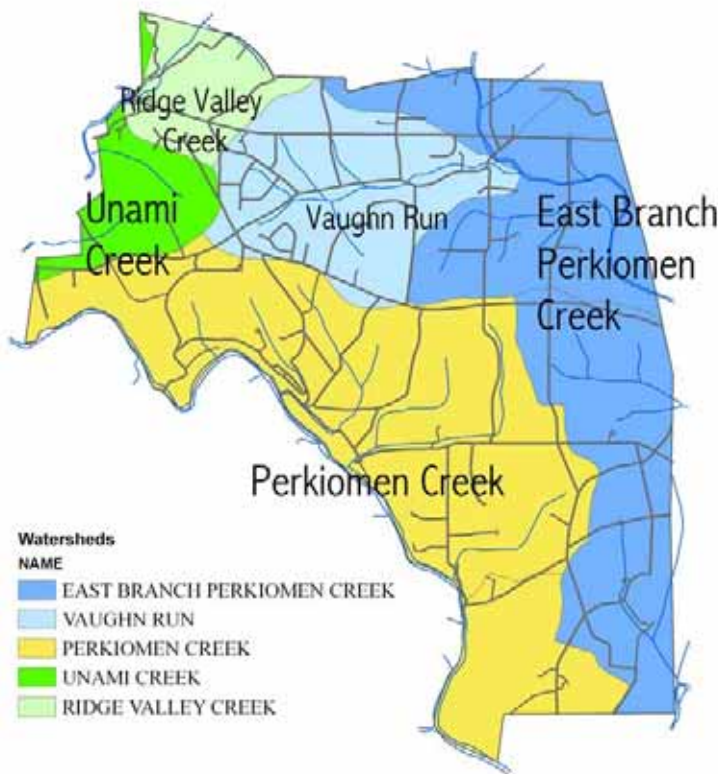 Ridge Valley
Creek
Unami
Creek
Vaughn Run
East Branch
Perkiomen
Creek
Perkiomen Creek
Watersheds
NAME
EAST BRANCH PERKIOMEN CREEK
VAUGHN RUN
PERKIOMEN CREEK
UNAMI CREEK
RIDGE VALLEY CREEK